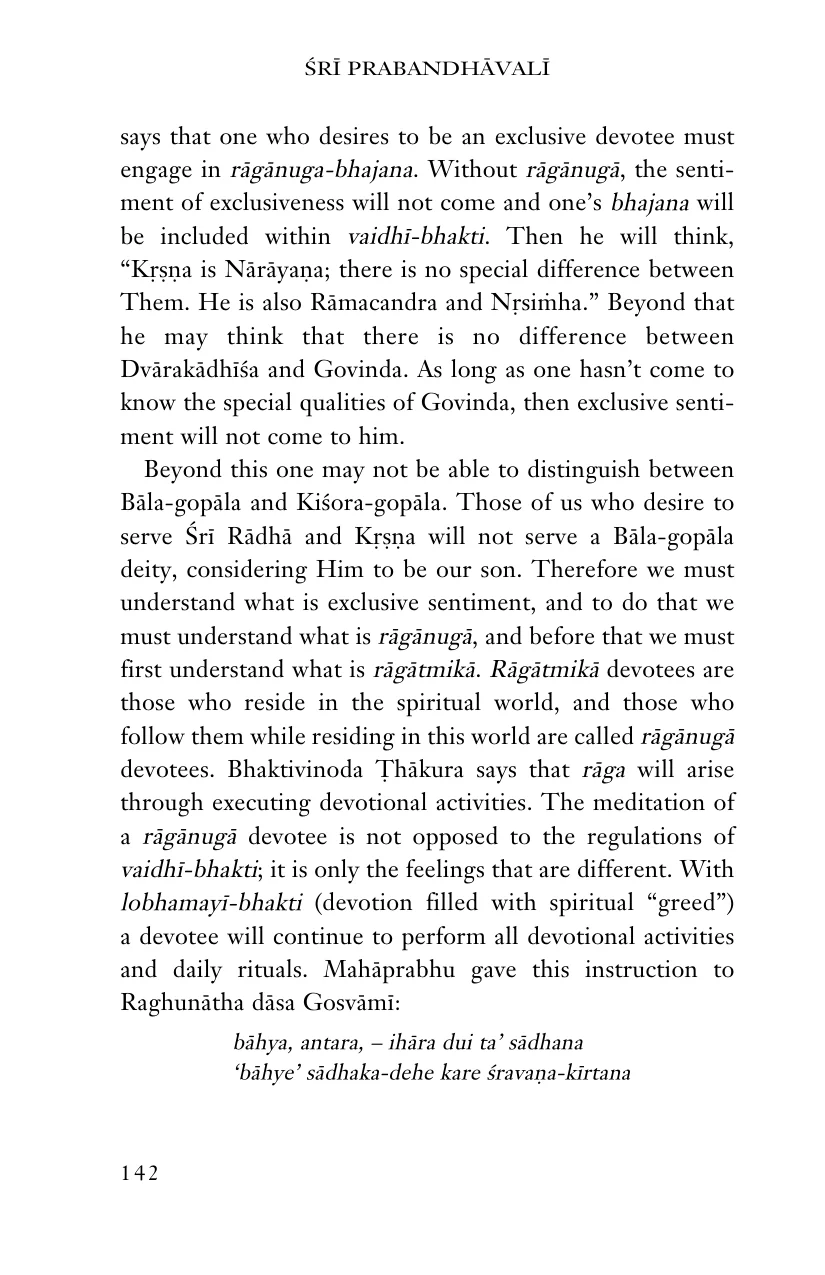 ŚRĪ PRABANDHĀVALĪ
says that one who desires to be an exclusive devotee must
engage in rāgānuga-bhajana. Without rāgānugā, the senti-
ment of exclusiveness will not come and one’s bhajana will
be included within vaidhī-bhakti. Then he will think,
“Kṛṣṇa is Nārāyaṇa; there is no special difference between
Them. He is also Rāmacandra and Nṛsiṁha.” Beyond that
he may think that there is no difference between
Dvārakādhīśa and Govinda. As long as one hasn’t come to
know the special qualities of Govinda, then exclusive senti-
ment will not come to him.
Beyond this one may not be able to distinguish between
Bāla-gopāla and Kiśora-gopāla. Those of us who desire to
serve Śrī Rādhā and Kṛṣṇa will not serve a Bāla-gopāla
deity, considering Him to be our son. Therefore we must
understand what is exclusive sentiment, and to do that we
must understand what is rāgānugā, and before that we must
first understand what is rāgātmikā. Rāgātmikā devotees are
those who reside in the spiritual world, and those who
follow them while residing in this world are called rāgānugā
devotees. Bhaktivinoda Ṭhākura says that rāga will arise
through executing devotional activities. The meditation of
a rāgānugā devotee is not opposed to the regulations of
vaidhī-bhakti; it is only the feelings that are different. With
lobhamayī-bhakti (devotion filled with spiritual “greed”)
a devotee will continue to perform all devotional activities
and daily rituals. Mahāprabhu gave this instruction to
Raghunātha dāsa Gosvāmī:
bāhya, antara, – ihāra dui ta’ sādhana
‘bāhye’ sādhaka-dehe kare śravaṇa-kīrtana
142